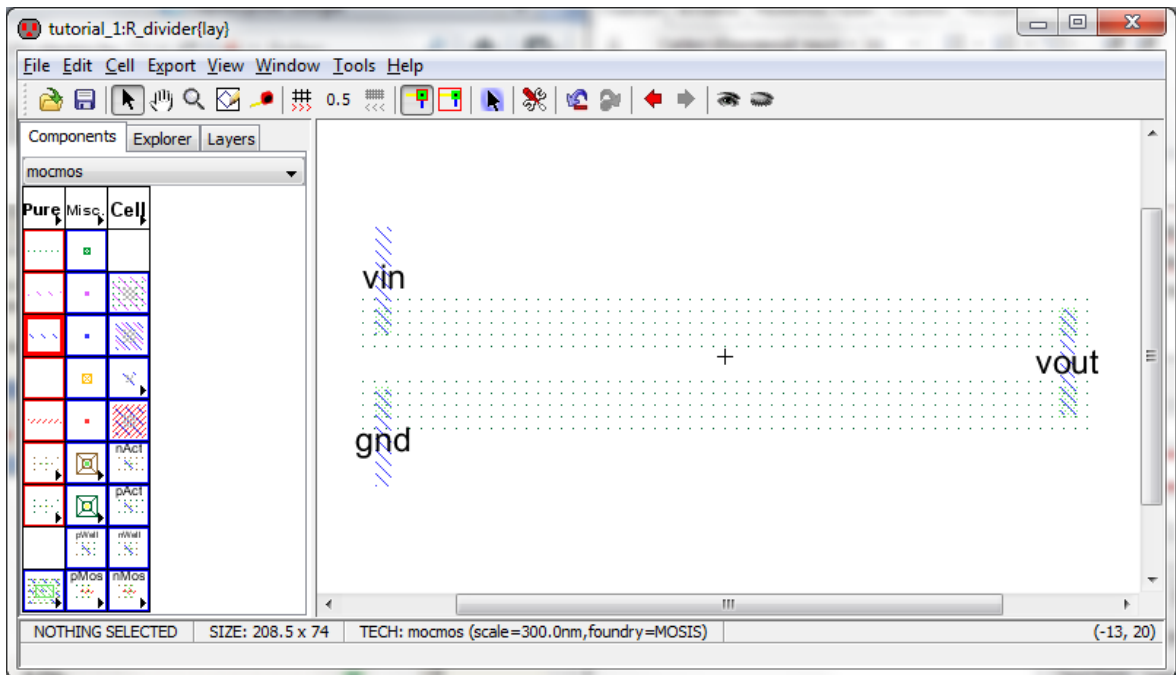 tutorial_1:R_divider{lay}
File Edit Cell Export View Window Tools Help
0.5
Components Explorer Layers
mocmos
Pure Misc. Cell
vin
vout
gnd
nAct
pAct
pWell nWell
pMos nMos
NOTHING SELECTED SIZE: 208.5 x 74 TECH: mocmos (scale=300.0nm,foundry=MOSIS) (-13, 20)